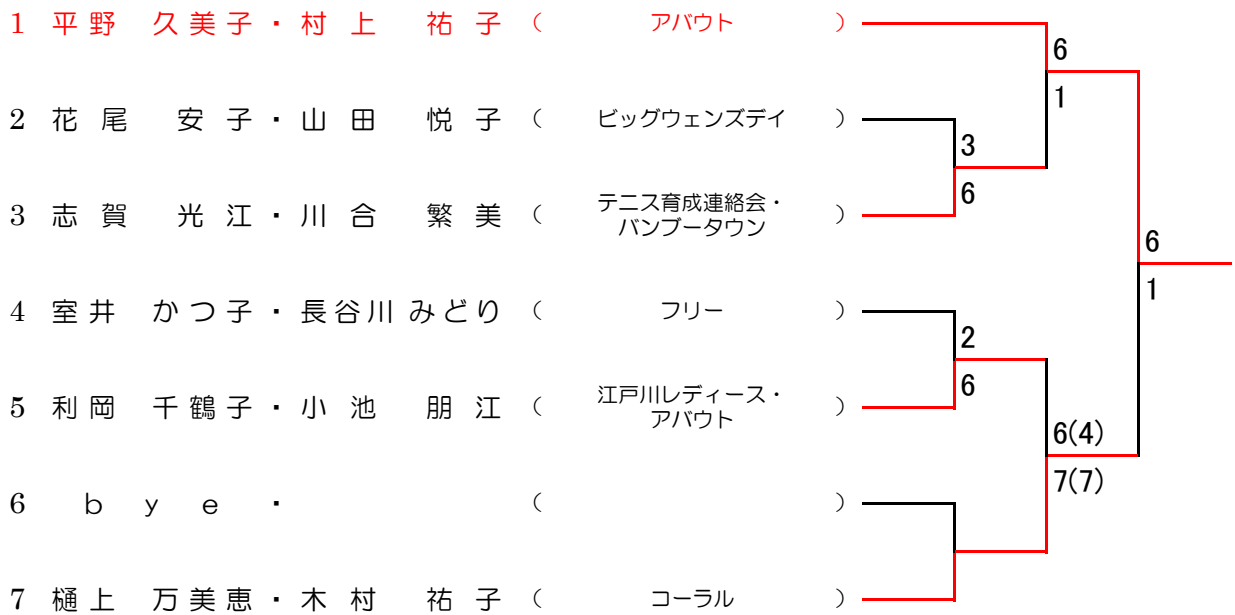 1 平野 久美子・村上 祐子 ( アバウト )
6
1
2 花尾 安子・山田 悦子 ( ビッグウェンズデイ )
3
6
3 志賀 光江・川合 繁美 ( テニス育成連絡会・
バンブータウン )
6
1
4 室井 かつ子・長谷川 みどり ( フリー )
2
6
5 利岡 千鶴子・小池 朋江 ( 江戸川レディース・
アバウト )
6(4)
7(7)
6 ｂｙｅ・ ( )
7 樋上 万美恵・木村 祐子 ( コーラル )